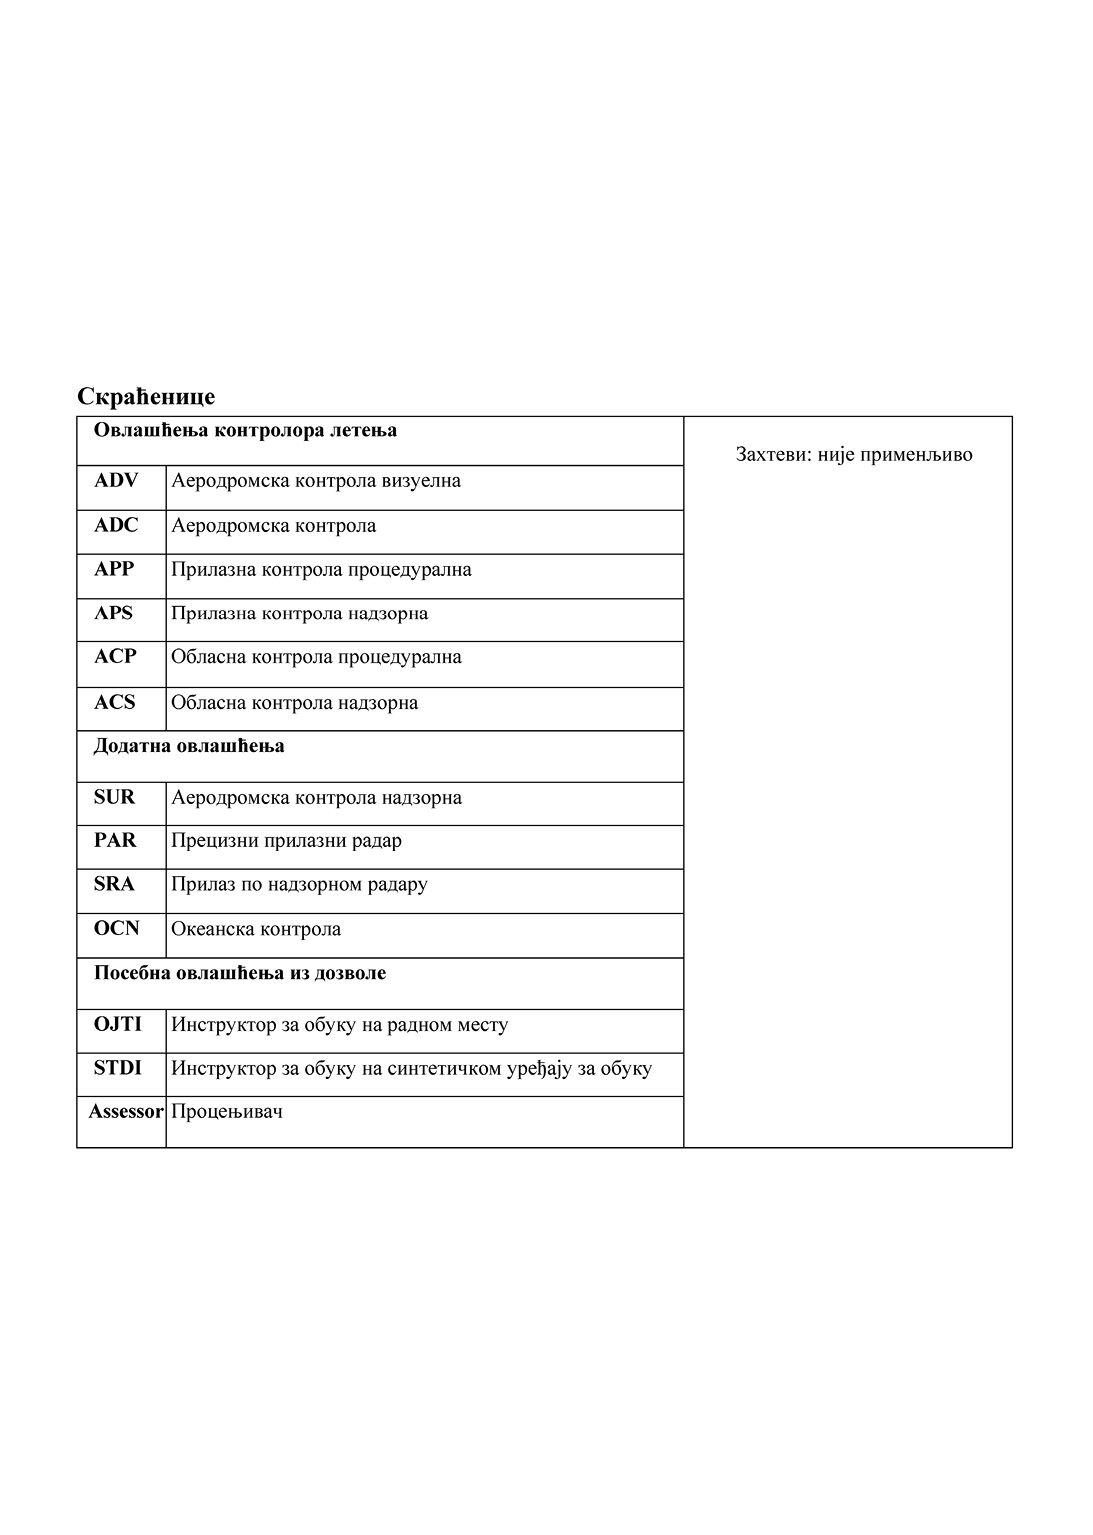 Скраћенице
Овлашћења контролора летења
Захтеви: није применљиво
ADV Аеродромска контрола визуелна
ADC Аеродромска контрола
APP Прилазна контрола процедурална
APS Прилазна контрола надзорна
ACP Обласна контрола процедурална
ACS Обласна контрола надзорна
Додатна овлашћења
SUR Аеродромска контрола надзорна
PAR Прецизни прилазни радар
SRA Прилаз по надзорном радару
OCN Океанска контрола
Посебна овлашћења из дозволе
OJTI Инструктор за обуку на радном месту
STDI Инструктор за обуку на синтетичком уређају за обуку
Assessor Процењивач